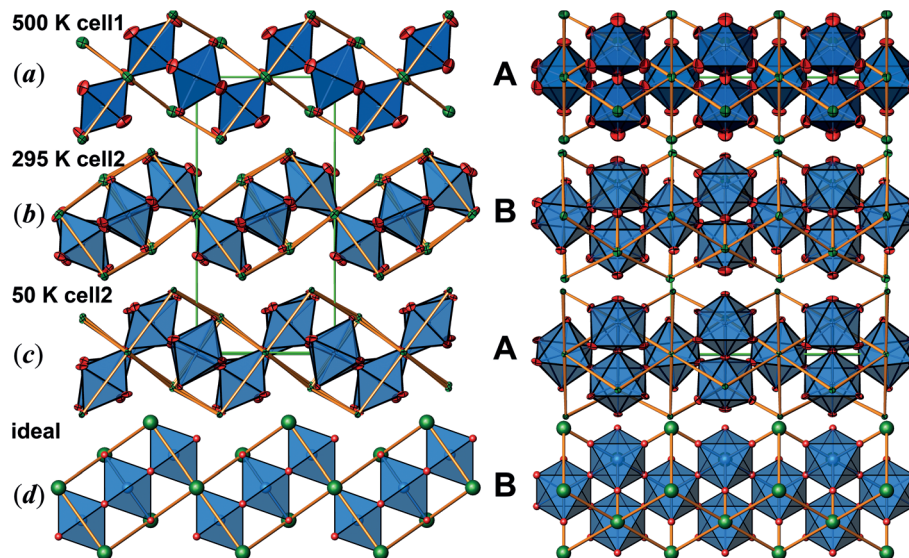 500 K cell1
(a)
A
295 K cell2
(b)
B
50 K cell2
(c)
A
ideal
(d)
B